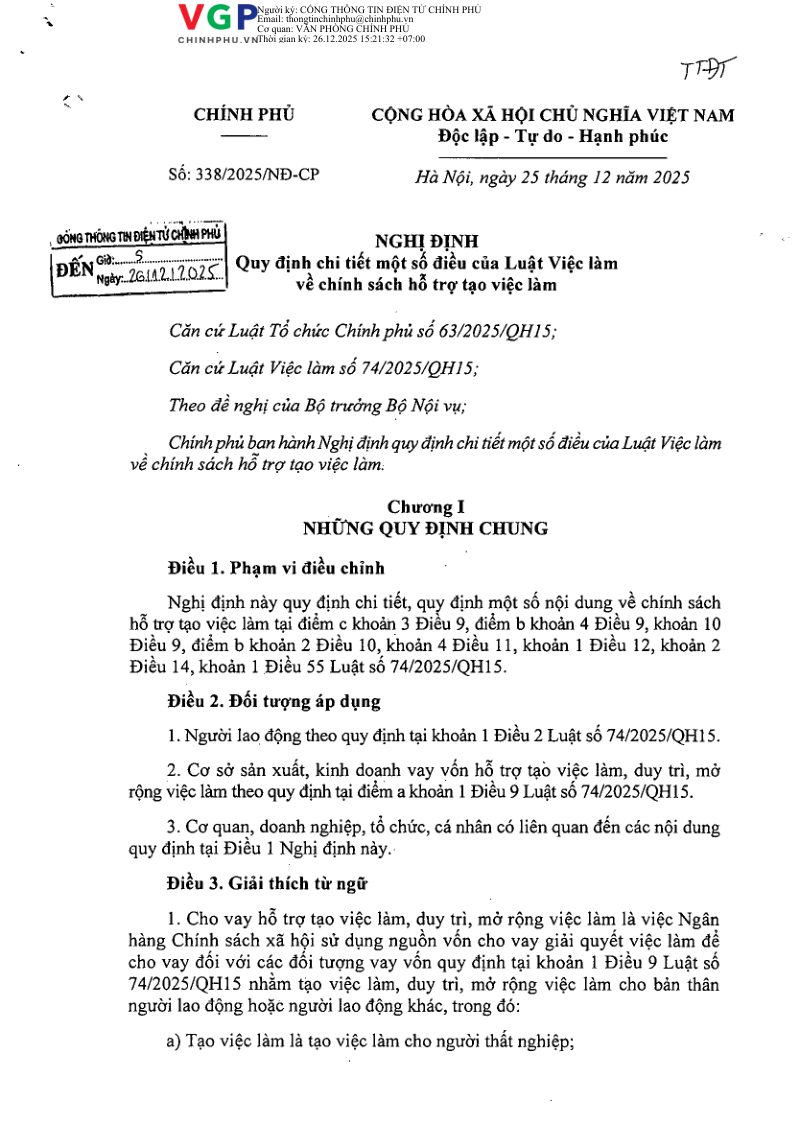 VGP
CHINHPHU.VN
Người ký: CỔNG THÔNG TIN ĐIỆN TỬ CHÍNH PHỦ
Email: thongtinchinhphu@chinhphu.vn
Cơ quan: VĂN PHÒNG CHÍNH PHỦ
Thời gian ký: 26.12.2025 15:21:32 +07:00
TTĐT
CHÍNH PHỦ
CỘNG HÒA XÃ HỘI CHỦ NGHĨA VIỆT NAM
Độc lập - Tự do - Hạnh phúc
Số: 338/2025/NĐ-CP
Hà Nội, ngày 25 tháng 12 năm 2025
CỔNG THÔNG TIN ĐIỆN TỬ CHÍNH PHỦ
ĐẾN Giờ: S
Ngày: 26/12/2025
NGHỊ ĐỊNH
Quy định chi tiết một số điều của Luật Việc làm
về chính sách hỗ trợ tạo việc làm
Căn cứ Luật Tổ chức Chính phủ số 63/2025/QH15;
Căn cứ Luật Việc làm số 74/2025/QH15;
Theo đề nghị của Bộ trưởng Bộ Nội vụ;
Chính phủ ban hành Nghị định quy định chi tiết một số điều của Luật Việc làm
về chính sách hỗ trợ tạo việc làm.
Chương I
NHỮNG QUY ĐỊNH CHUNG
Điều 1. Phạm vi điều chỉnh
Nghị định này quy định chi tiết, quy định một số nội dung về chính sách
hỗ trợ tạo việc làm tại điểm c khoản 3 Điều 9, điểm b khoản 4 Điều 9, khoản 10
Điều 9, điểm b khoản 2 Điều 10, khoản 4 Điều 11, khoản 1 Điều 12, khoản 2
Điều 14, khoản 1 Điều 55 Luật số 74/2025/QH15.
Điều 2. Đối tượng áp dụng
1. Người lao động theo quy định tại khoản 1 Điều 2 Luật số 74/2025/QH15.
2. Cơ sở sản xuất, kinh doanh vay vốn hỗ trợ tạo việc làm, duy trì, mở
rộng việc làm theo quy định tại điểm a khoản 1 Điều 9 Luật số 74/2025/QH15.
3. Cơ quan, doanh nghiệp, tổ chức, cá nhân có liên quan đến các nội dung
quy định tại Điều 1 Nghị định này.
Điều 3. Giải thích từ ngữ
1. Cho vay hỗ trợ tạo việc làm, duy trì, mở rộng việc làm là việc Ngân
hàng Chính sách xã hội sử dụng nguồn vốn cho vay giải quyết việc làm để
cho vay đối với các đối tượng vay vốn quy định tại khoản 1 Điều 9 Luật số
74/2025/QH15 nhằm tạo việc làm, duy trì, mở rộng việc làm cho bản thân
người lao động hoặc người lao động khác, trong đó:
a) Tạo việc làm là tạo việc làm cho người thất nghiệp;